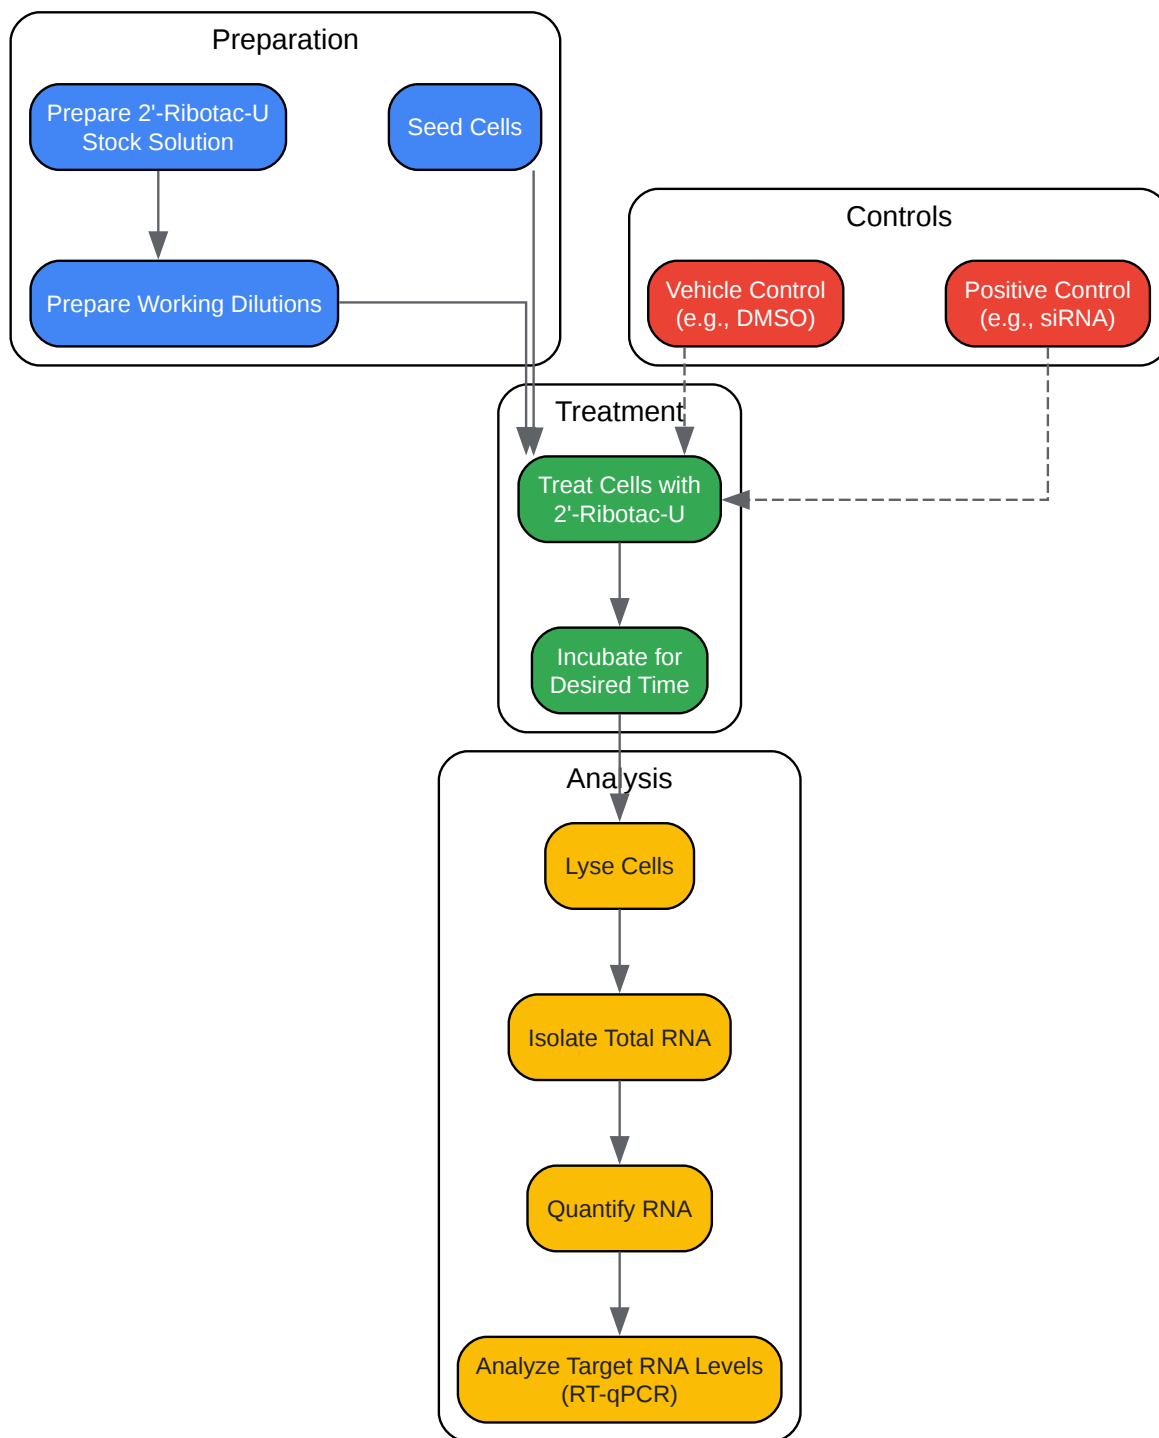 Preparation
Prepare 2'-Ribotac-U
Stock Solution
Seed Cells
Prepare Working Dilutions
Controls
Vehicle Control
(e.g., DMSO)
Positive Control
(e.g., siRNA)
Treatment
Treat Cells with
2'-Ribotac-U
Incubate for
Desired Time
Analysis
Lyse Cells
Isolate Total RNA
Quantify RNA
Analyze Target RNA Levels
(RT-qPCR)